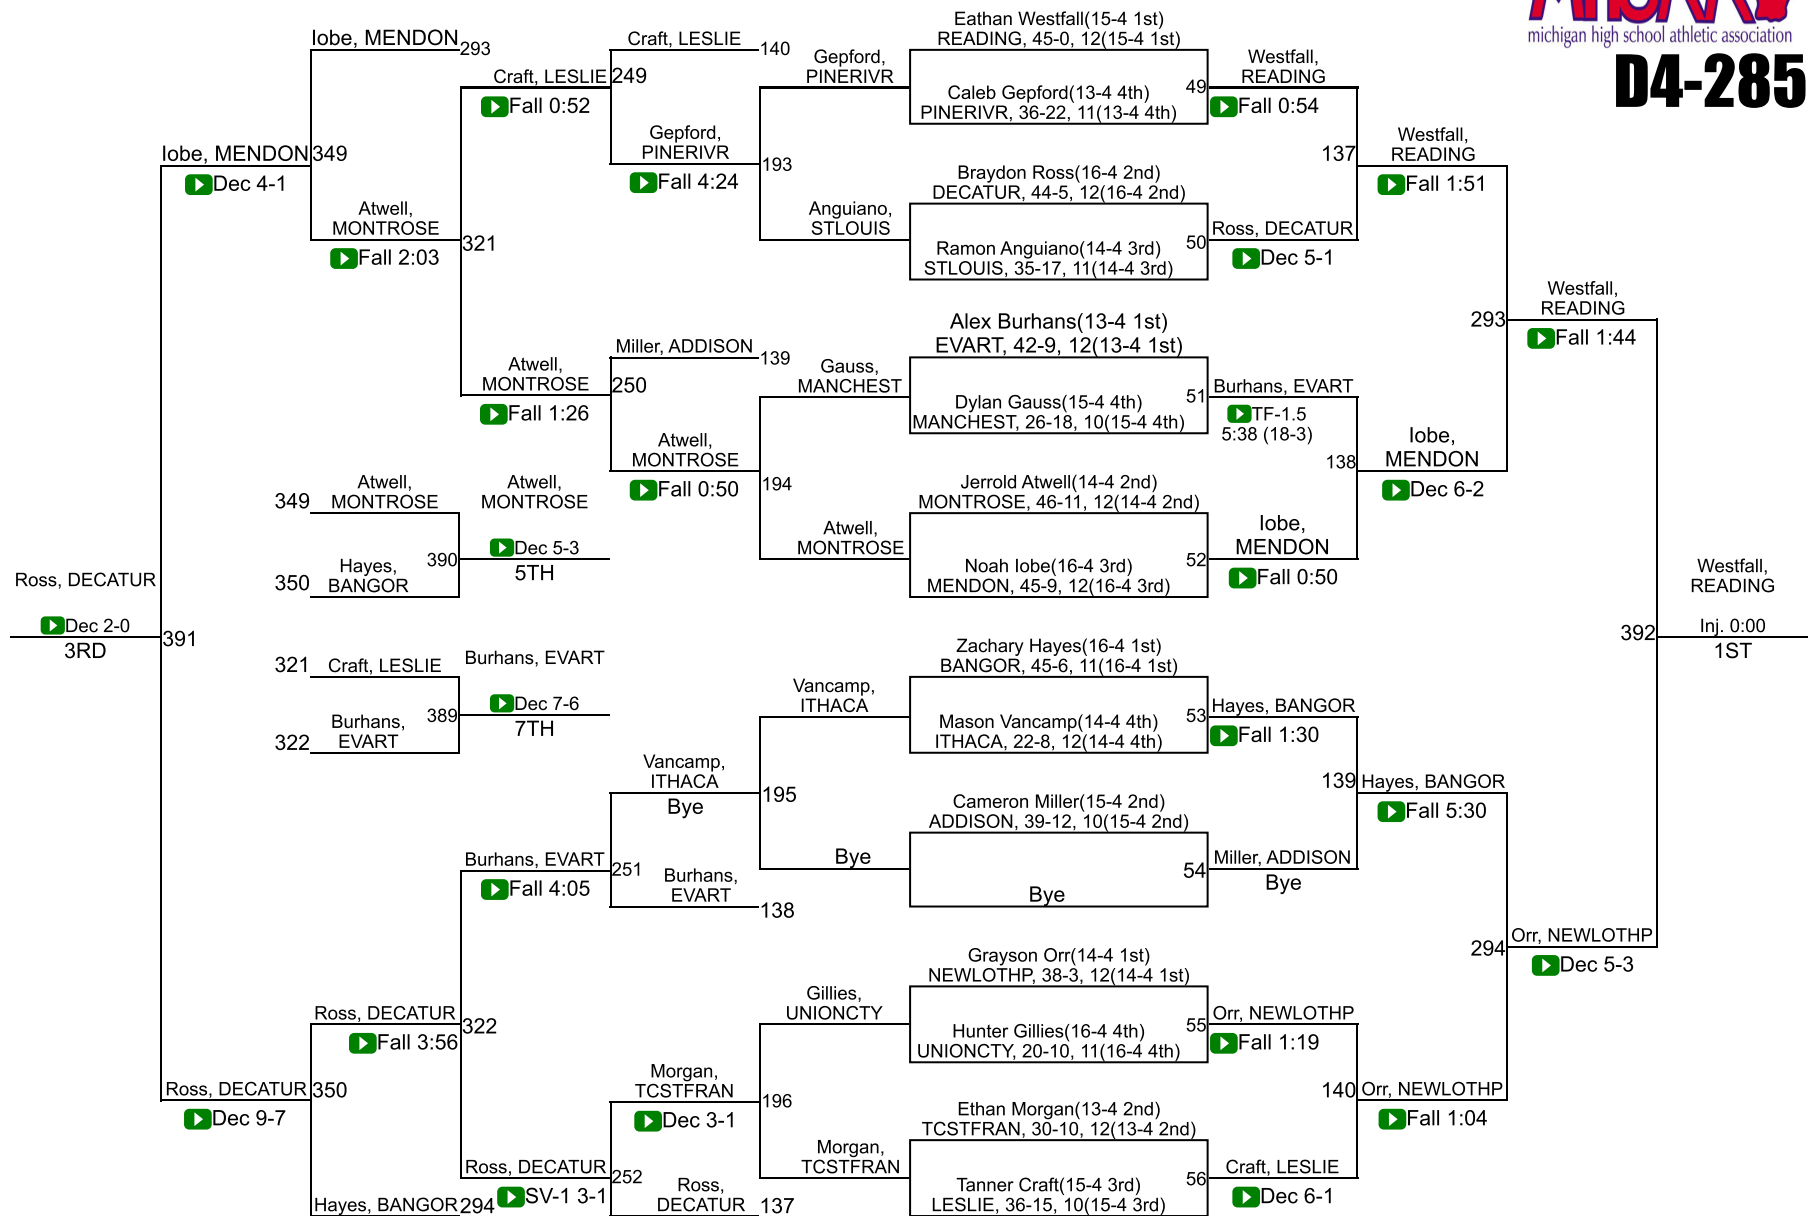 michigan high school athletic association
D4-285
Iobe, MENDON
293
Craft, LESLIE
249
Fall 0:52
Iobe, MENDON
349
Dec 4-1
Atwell,
MONTROSE
321
Fall 2:03
Atwell,
MONTROSE
250
Fall 1:26
Craft, LESLIE
140
Gepford,
PINERIVR
193
Fall 4:24
Miller, ADDISON
139
Atwell,
MONTROSE
194
Fall 0:50
349
Atwell,
MONTROSE
Atwell,
MONTROSE
390
Dec 5-3
5TH
350
Hayes,
BANGOR
Ross, DECATUR
Dec 2-0
3RD
391
321
Craft, LESLIE
Burhans, EVART
389
Dec 7-6
7TH
322
Burhans,
EVART
Vancamp,
ITHACA
Bye
195
Burhans, EVART
251
Fall 4:05
Burhans,
EVART
138
Ross, DECATUR
322
Fall 3:56
Ross, DECATUR
350
Dec 9-7
Morgan,
TCSTFRAN
196
Dec 3-1
Ross, DECATUR
252
SV-1 3-1
Ross,
DECATUR
137
Hayes, BANGOR
294
Gepford,
PINERIVR
Eathan Westfall(15-4 1st)
READING, 45-0, 12(15-4 1st)
Caleb Gepford(13-4 4th)
PINERIVR, 36-22, 11(13-4 4th)
49
Westfall,
READING
Fall 0:54
Anguiano,
STLOUIS
Braydon Ross(16-4 2nd)
DECATUR, 44-5, 12(16-4 2nd)
Ramon Anguiano(14-4 3rd)
STLOUIS, 35-17, 11(14-4 3rd)
50
Ross, DECATUR
Dec 5-1
137
Westfall,
READING
Fall 1:51
Gauss,
MANCHEST
Alex Burhans(13-4 1st)
EVART, 42-9, 12(13-4 1st)
Dylan Gauss(15-4 4th)
MANCHEST, 26-18, 10(15-4 4th)
51
Burhans, EVART
TF-1.5
5:38 (18-3)
Atwell,
MONTROSE
Jerrold Atwell(14-4 2nd)
MONTROSE, 46-11, 12(14-4 2nd)
Noah Iobe(16-4 3rd)
MENDON, 45-9, 12(16-4 3rd)
52
Iobe,
MENDON
Fall 0:50
138
Iobe,
MENDON
Dec 6-2
293
Westfall,
READING
Fall 1:44
Vancamp,
ITHACA
Zachary Hayes(16-4 1st)
BANGOR, 45-6, 11(16-4 1st)
Mason Vancamp(14-4 4th)
ITHACA, 22-8, 12(14-4 4th)
53
Hayes, BANGOR
Fall 1:30
Bye
Cameron Miller(15-4 2nd)
ADDISON, 39-12, 10(15-4 2nd)
Bye
54
Miller, ADDISON
Bye
139
Hayes, BANGOR
Fall 5:30
Gillies,
UNIONCTY
Grayson Orr(14-4 1st)
NEWLOTHP, 38-3, 12(14-4 1st)
Hunter Gillies(16-4 4th)
UNIONCTY, 20-10, 11(16-4 4th)
55
Orr, NEWLOTHP
Fall 1:19
Morgan,
TCSTFRAN
Ethan Morgan(13-4 2nd)
TCSTFRAN, 30-10, 12(13-4 2nd)
Tanner Craft(15-4 3rd)
LESLIE, 36-15, 10(15-4 3rd)
56
Craft, LESLIE
Dec 6-1
140
Orr, NEWLOTHP
Fall 1:04
294
Orr, NEWLOTHP
Dec 5-3
392
Westfall,
READING
Inj. 0:00
1ST